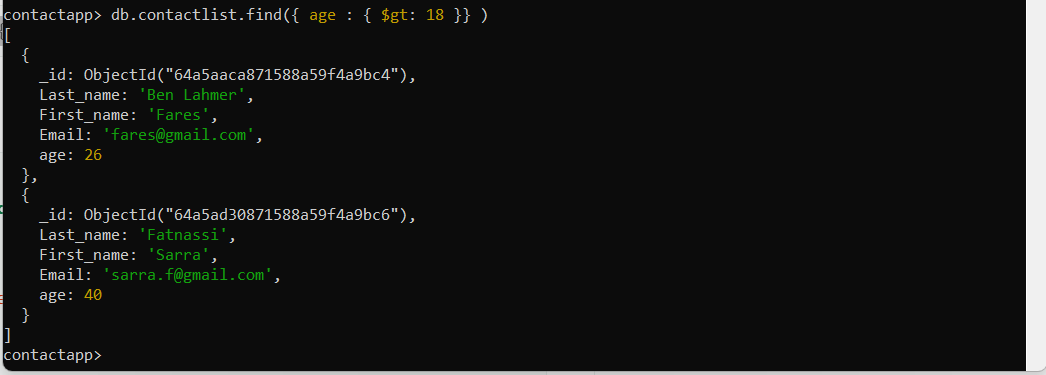 contactapp> db.contactlist.find({ age : { $gt: 18 }} )
[
  {
    _id: ObjectId("64a5aaca871588a59f4a9bc4"),
    Last_name: 'Ben Lahmer',
    First_name: 'Fares',
    Email: 'fares@gmail.com',
    age: 26
  },
  {
    _id: ObjectId("64a5ad30871588a59f4a9bc6"),
    Last_name: 'Fatnassi',
    First_name: 'Sarra',
    Email: 'sarra.f@gmail.com',
    age: 40
  }
]
contactapp>